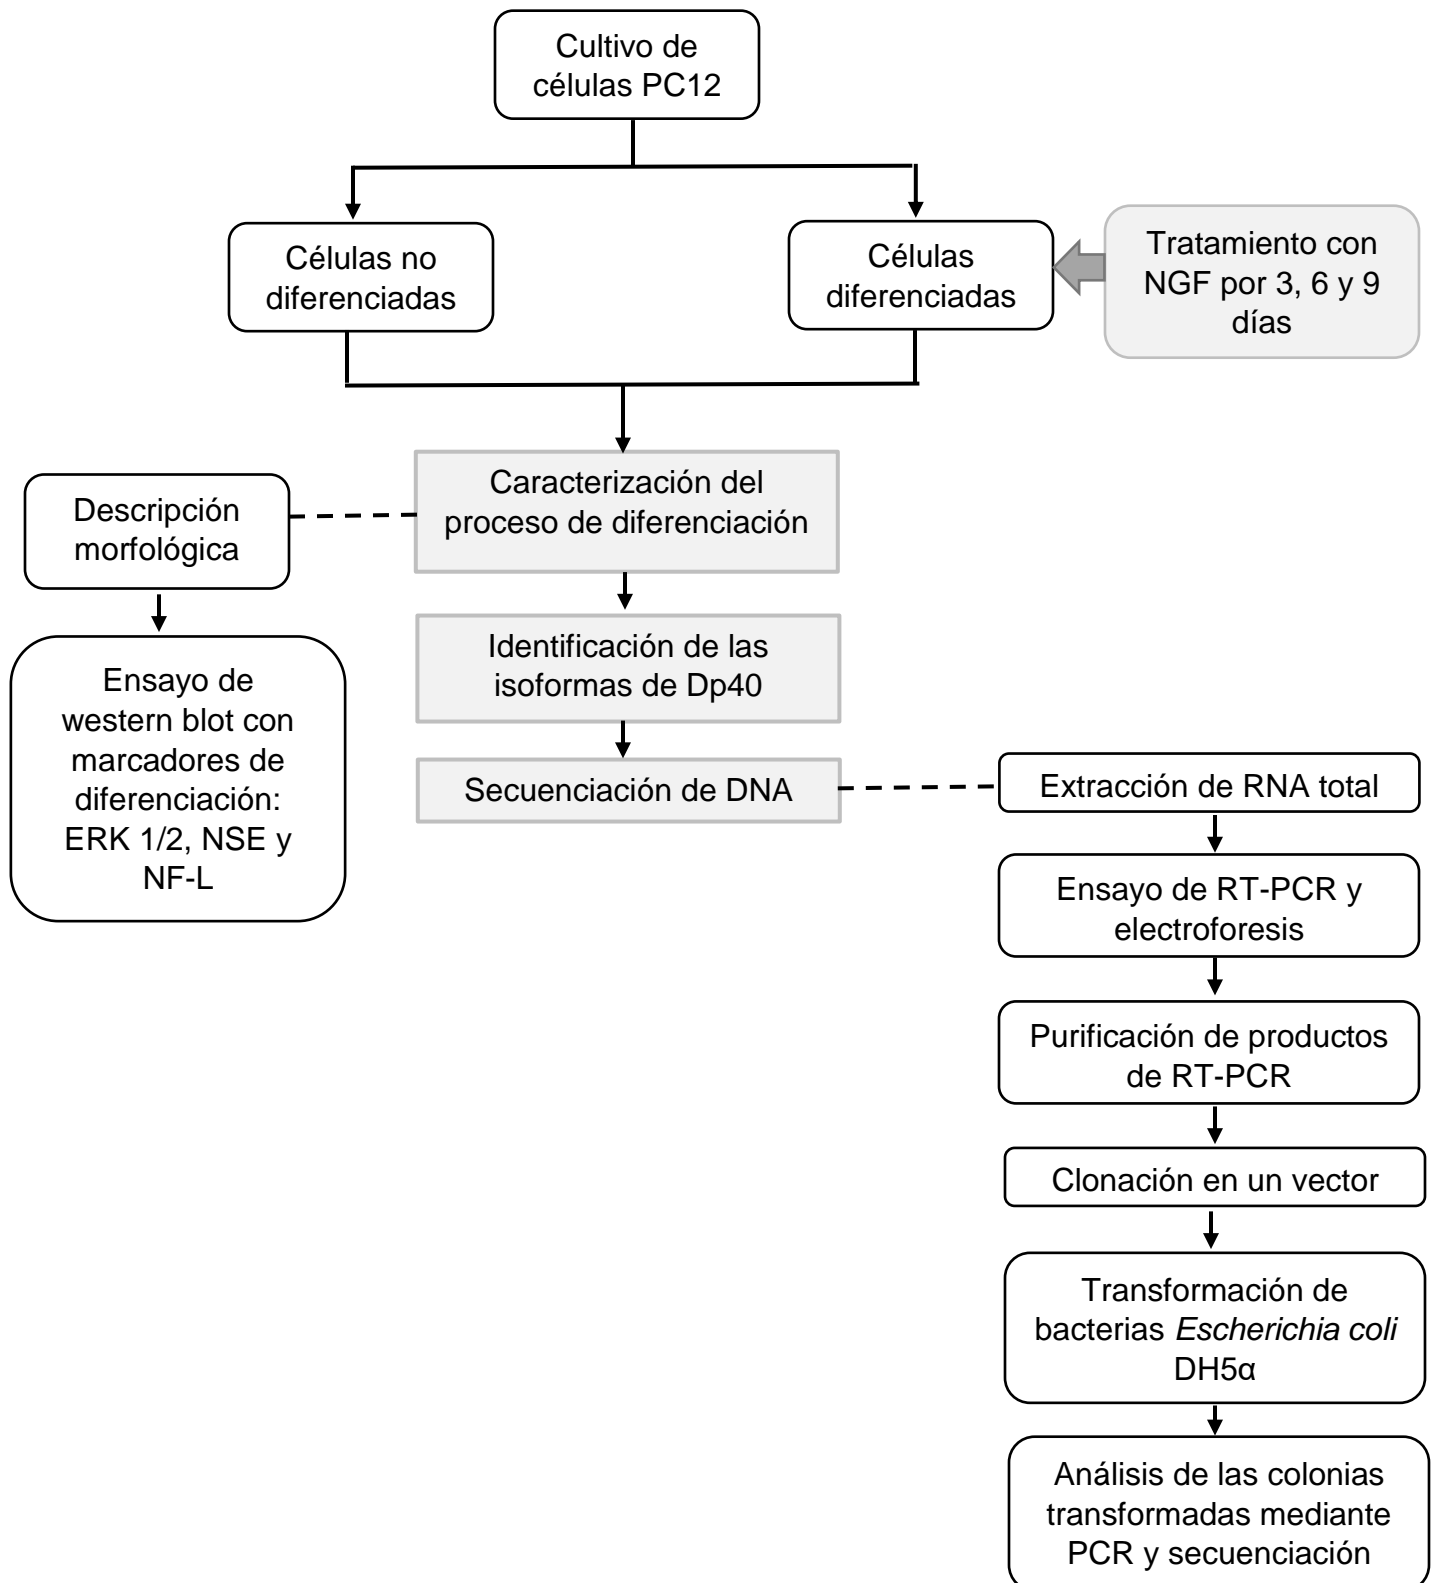 Cultivo de
células PC12
Células no
diferenciadas
Células
diferenciadas
Tratamiento con
NGF por 3, 6 y 9
días
Caracterización del
proceso de diferenciación
Descripción
morfológica
Ensayo de
western blot con
marcadores de
diferenciación:
ERK 1/2, NSE y
NF-L
Identificación de las
isoformas de Dp40
Secuenciación de DNA
Extracción de RNA total
Ensayo de RT-PCR y
electroforesis
Purificación de productos
de RT-PCR
Clonación en un vector
Transformación de
bacterias Escherichia coli
DH5α
Análisis de las colonias
transformadas mediante
PCR y secuenciación